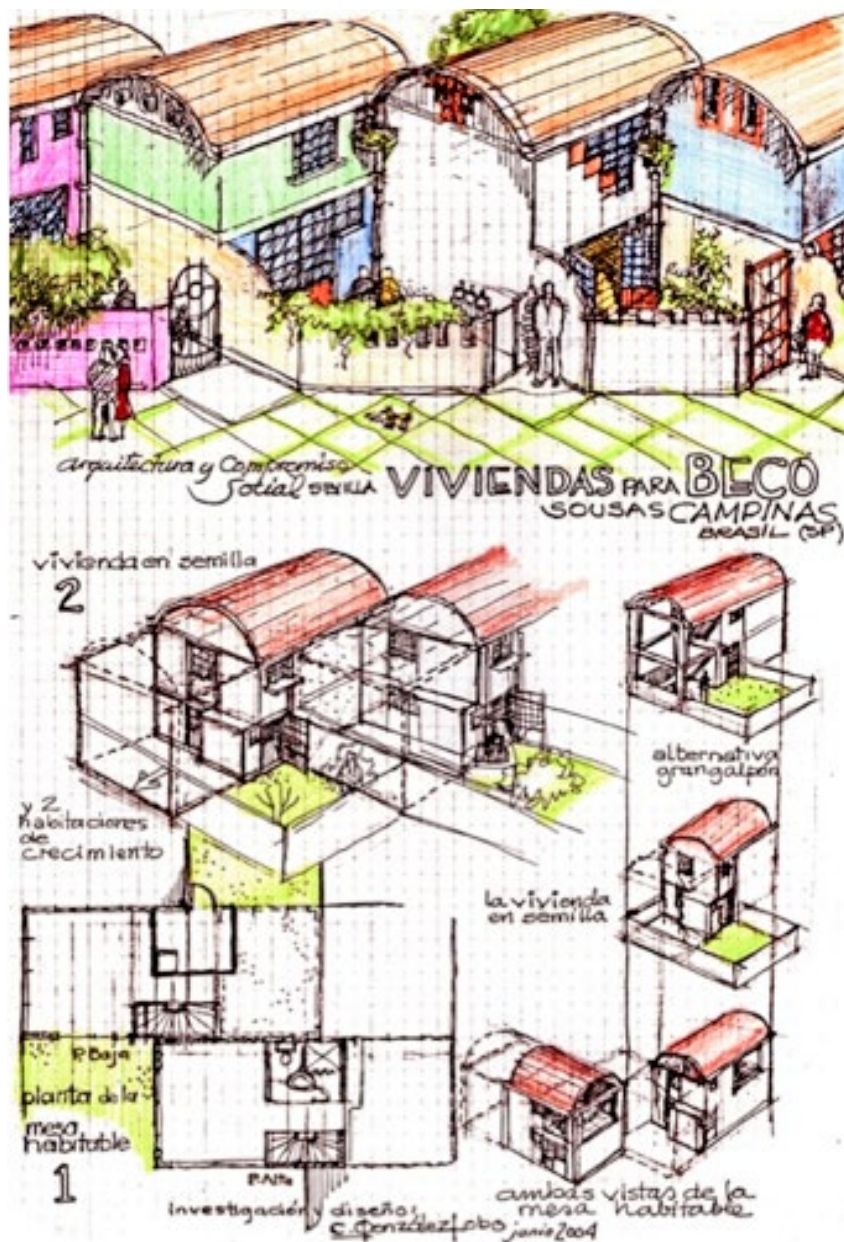 arquitectura y Compromiso
Social SEVILLA VIVIENDAS PARA BECO
SOUSAS CAMPINAS
BRASIL (SP)
vivienda en semilla
2
y 2
habitaciones
de
crecimiento
alternativa
grangalpón
la vivienda
en semilla
P. Baja
planta de la
mesa
habitable
1
P. Alta
ambas vistas de la
mesa habitable
Investigación y diseño:
C. González Lobo
junio 2004